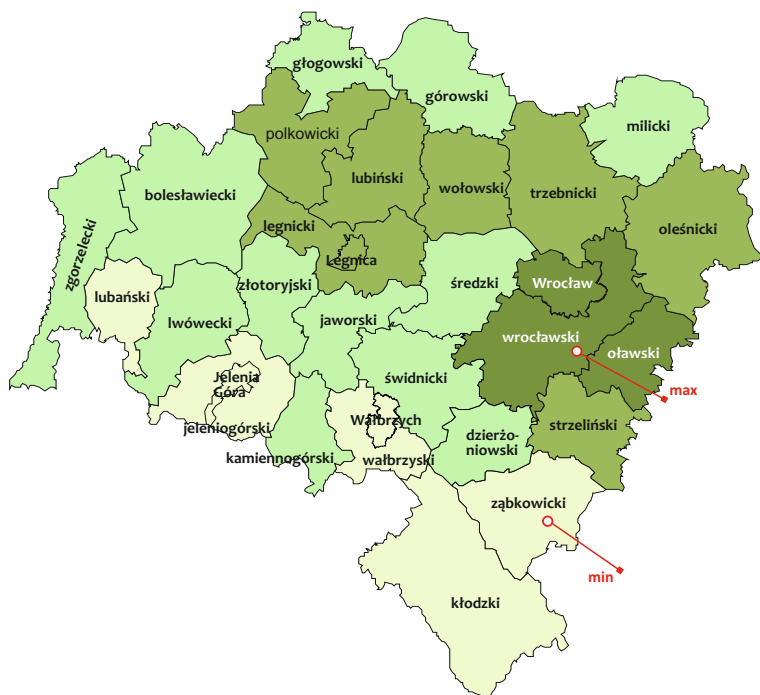 głogowski
górowski
milicki
polkowicki
lubiński
wołowski
trzebnicki
bolesławiecki
oleśnicki
zgorzelecki
legnicki
Legnica
lubański
złotoryjski
średzki
Wrocław
lwówecki
jaworski
wrocławski
oławski
Jelenia
Góra
świdnicki
max
jeleniogórski
Wałbrzych
strzeliński
kamiennogórski
wałbrzyski
dzierżo-
niowski
ząbkowicki
min
kłodzki